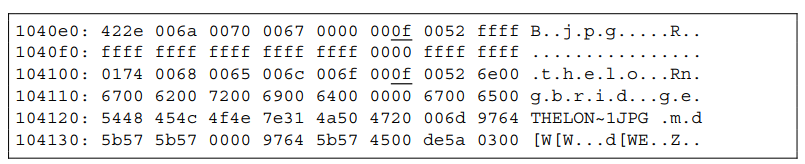 1040e0: 422e 006a 0070 0067 0000 000f 0052 ffff B..j.p.g.....R..
1040f0: ffff ffff ffff ffff ffff 0000 ffff ffff ................
104100: 0174 0068 0065 006c 006f 000f 0052 6e00 .t.h.e.l.o...Rn.
104110: 6700 6200 7200 6900 6400 0000 6700 6500 g.b.r.i.d...g.e.
104120: 5448 454c 4f4e 7e31 4a50 4720 006d 9764 THELON~1JPG .m.d
104130: 5b57 5b57 0000 9764 5b57 4500 de5a 0300 [W[W...d[WE..Z..